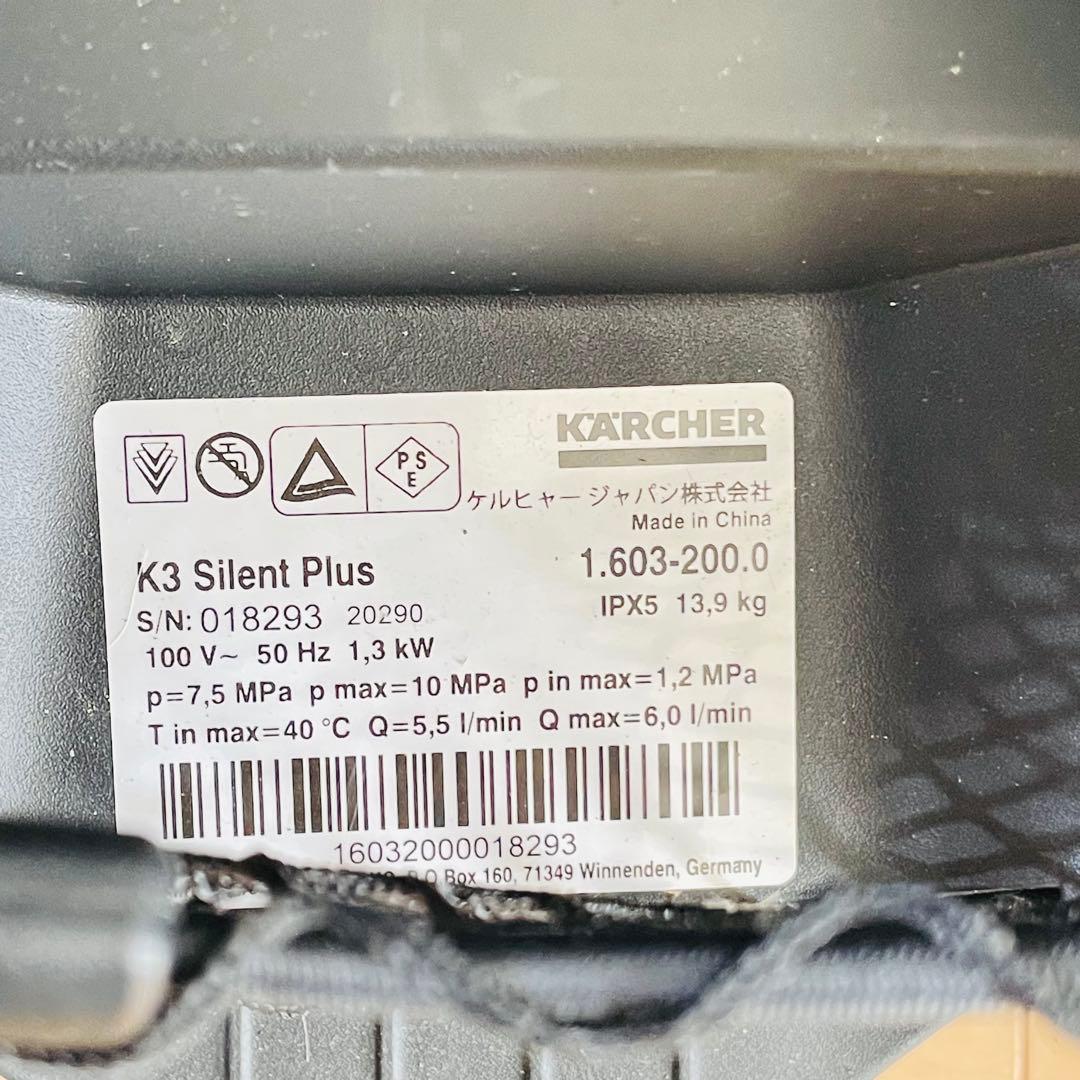 KÄRCHER
PSE
ケルヒャー ジャパン株式会社
Made in China
K3 Silent Plus 1.603-200.0
S/N: 018293 20290 IPX5 13,9 kg
100 V~ 50 Hz 1,3 kW
p=7,5 MPa p max=10 MPa p in max=1,2 MPa
T in max=40 °C Q=5,5 l/min Q max=6,0 l/min
16032000018293
Box 160, 71349 Winnenden, Germany